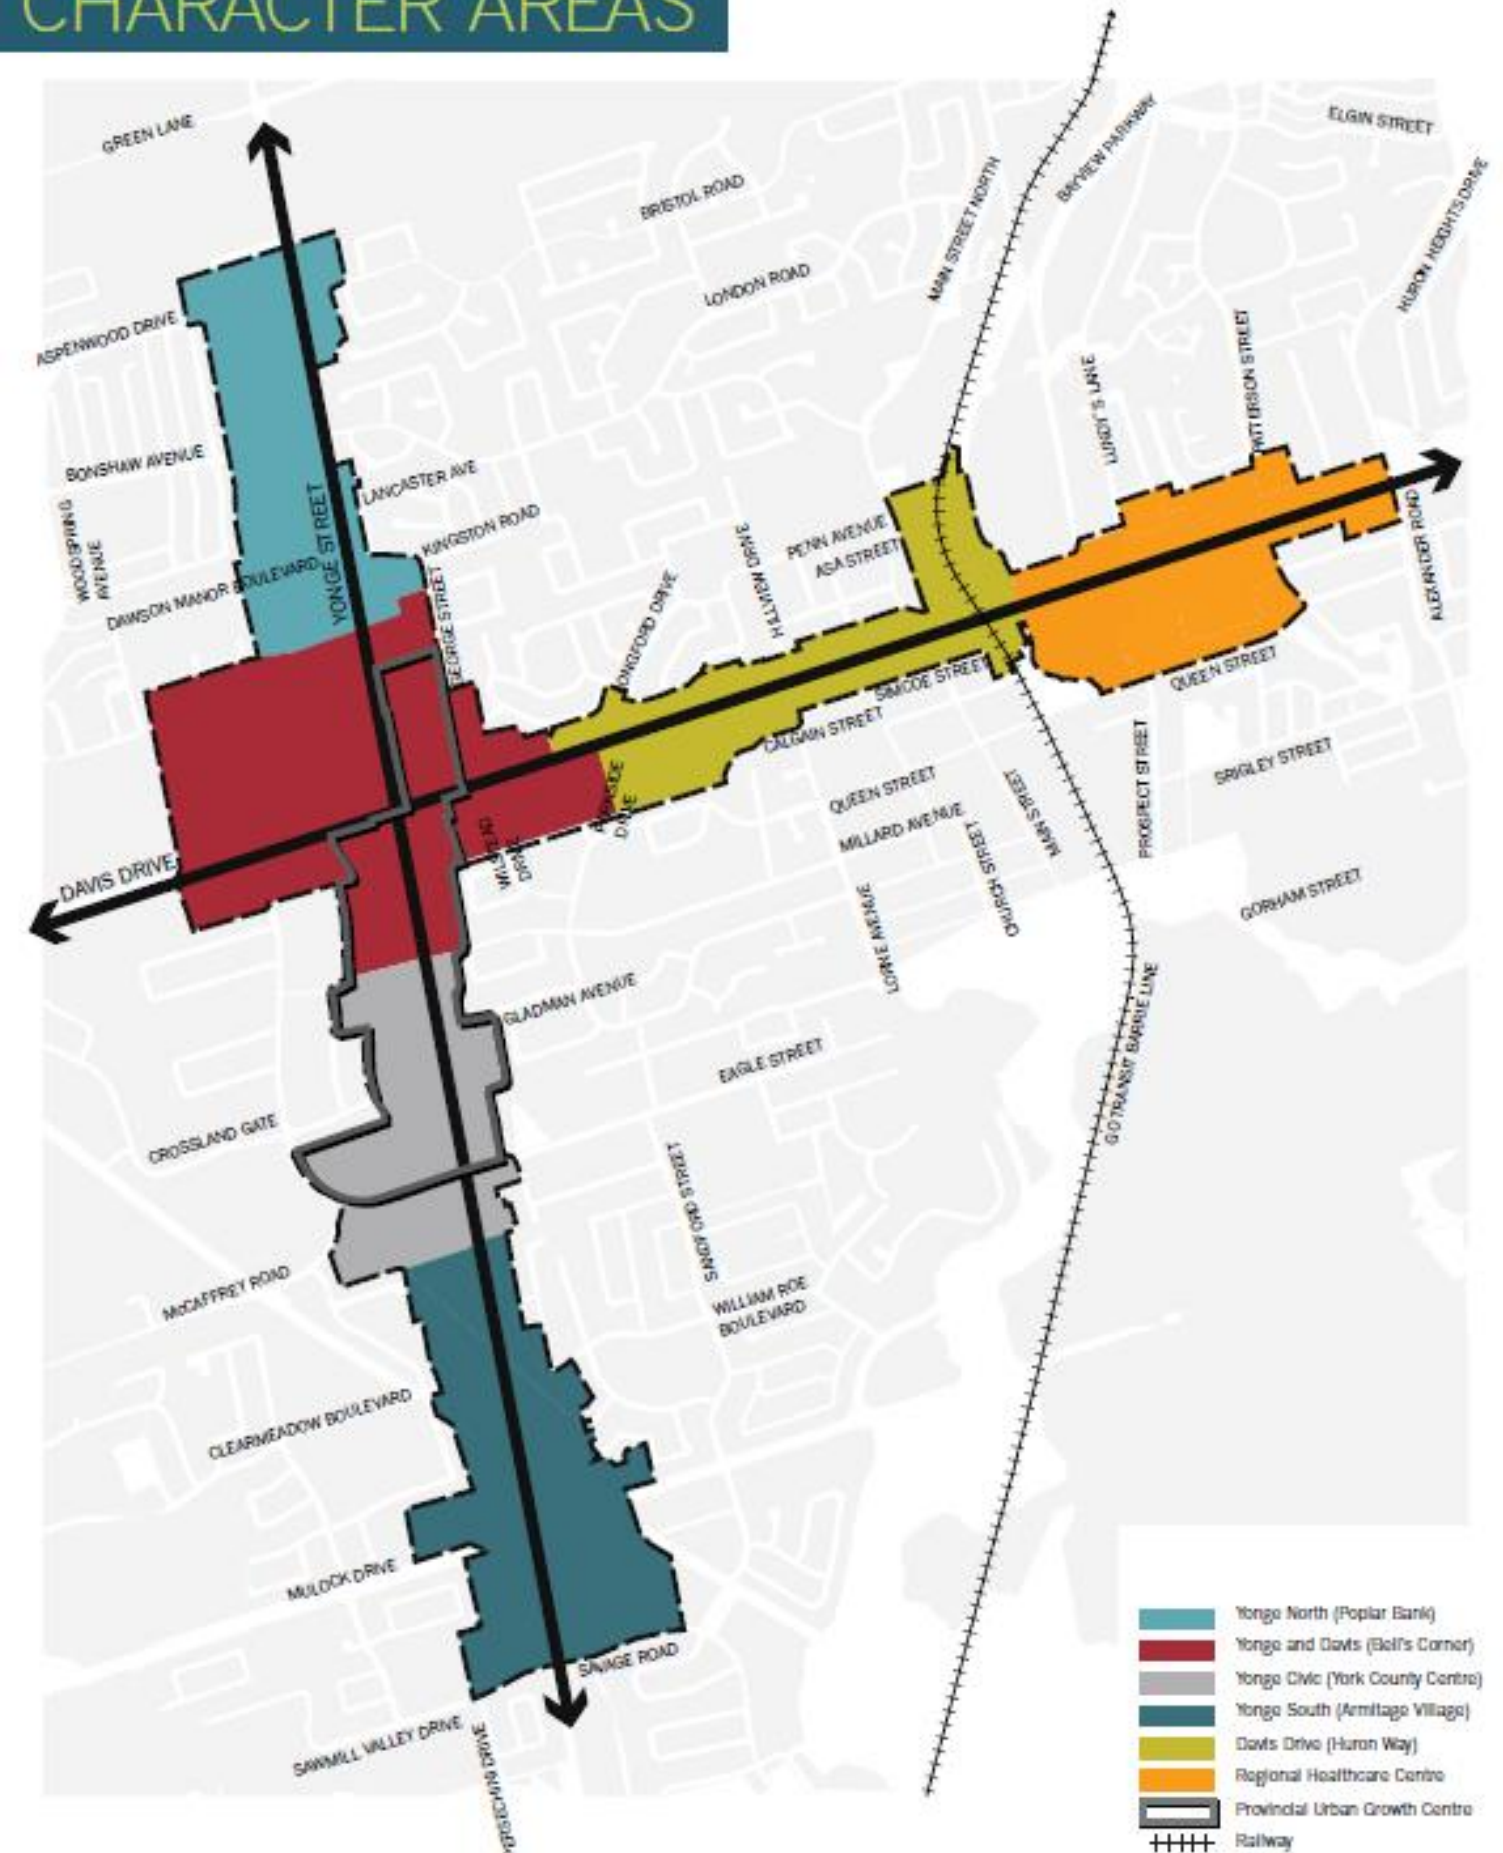 CHARACTER AREAS
GREEN LANE
ELGIN STREET
BAYVIEW PARKWAY
BRISTOL ROAD
MAIN STREET NORTH
HURON HEIGHTS DRIVE
LONDON ROAD
ASPENWOOD DRIVE
PATTERSON STREET
LUNDY'S LANE
BONSHAW AVENUE
LANCASTER AVE
YONGE STREET
KINGSTON ROAD
WOODSPRING
AVENUE
PENN AVENUE
ASA STREET
HILLVIEW DRIVE
ALEXANDER ROAD
DAWSON MANOR BOULEVARD
GEORGE STREET
LONGFORD DRIVE
SIMCOE STREET
QUEEN STREET
CALGAIN STREET
SRIGLEY STREET
PROSPECT STREET
QUEEN STREET
MAIN STREET
MILLARD AVENUE
DRIVE
DRIVE
DAVIS DRIVE
CHURCH STREET
LORNE AVENUE
GORHAM STREET
GLADMAN AVENUE
GO TRANSIT BARRIE LINE
EAGLE STREET
CROSSLAND GATE
SANDFORD STREET
McCAFFREY ROAD
WILLIAM ROE
BOULEVARD
CLEARMEADOW BOULEVARD
MULOCK DRIVE
SAVAGE ROAD
SAWMILL VALLEY DRIVE
Yonge North (Poplar Bank)
Yonge and Davis (Bell's Corner)
Yonge Civic (York County Centre)
Yonge South (Armitage Village)
Davis Drive (Huron Way)
Regional Healthcare Centre
Provincial Urban Growth Centre
Railway